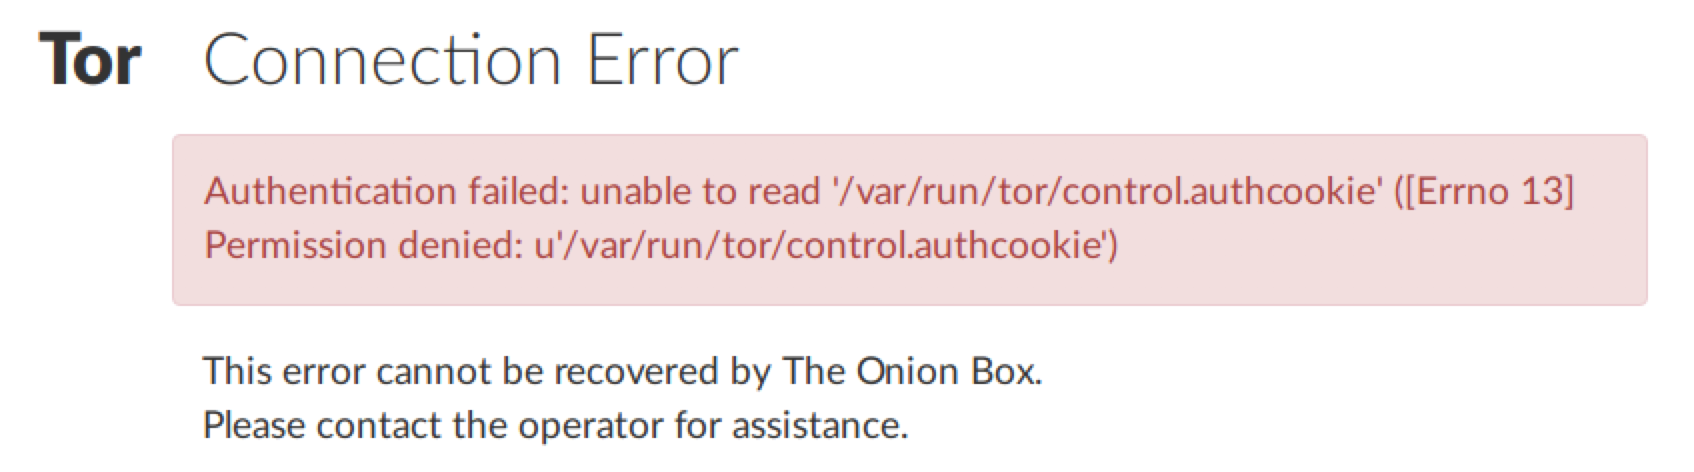 Tor Connection Error
Authentication failed: unable to read '/var/run/tor/control.authcookie' ([Errno 13]
Permission denied: u'/var/run/tor/control.authcookie')
This error cannot be recovered by The Onion Box.
Please contact the operator for assistance.